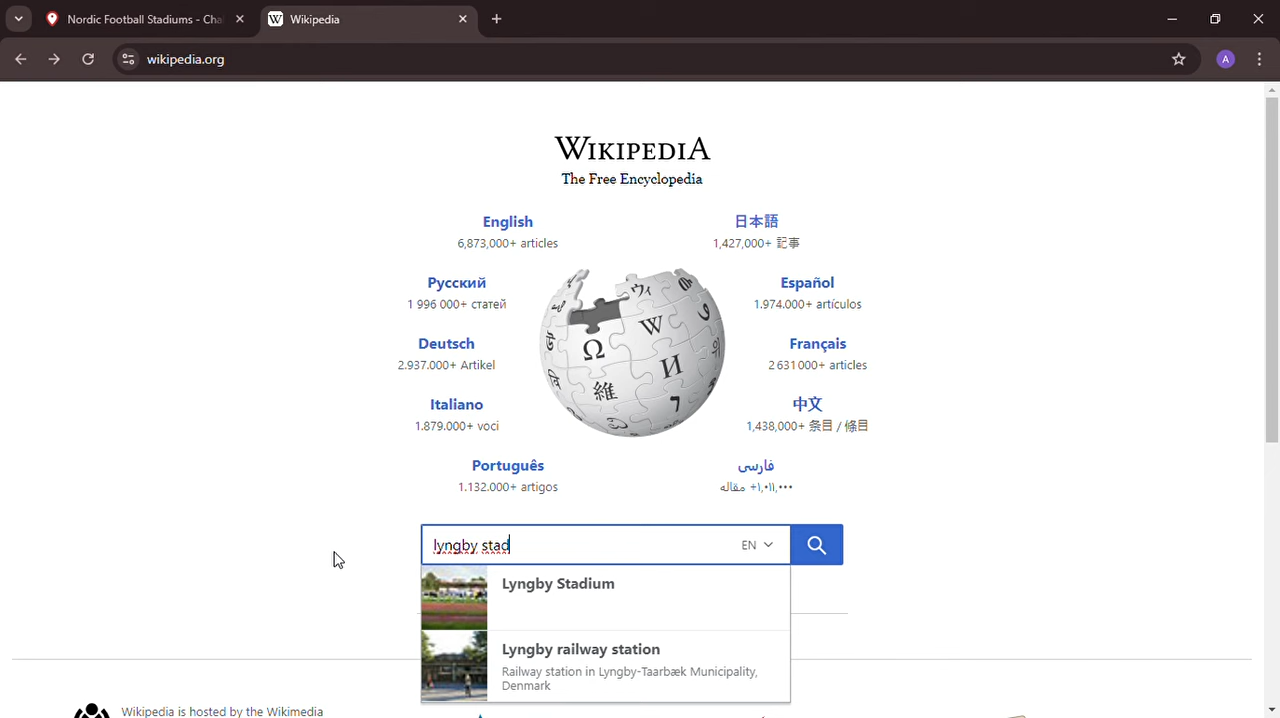 Nordic Football Stadiums - Cha
Wikipedia
wikipedia.org
A
WIKIPEDIA
The Free Encyclopedia
English
6,873,000+ articles
日本語
1,427,000+ 記事
Русский
1 996 000+ статей
Español
1.974.000+ artículos
Deutsch
2.937.000+ Artikel
Français
2 631 000+ articles
Italiano
1.879.000+ voci
中文
1,438,000+ 条目 / 條目
Português
1.132.000+ artigos
فارسی
۱٬۰۱۱٬۰۰۰+ مقاله
lyngby stad
EN
Lyngby Stadium
Lyngby railway station
Railway station in Lyngby-Taarbæk Municipality,
Denmark
Wikipedia is hosted by the Wikimedia